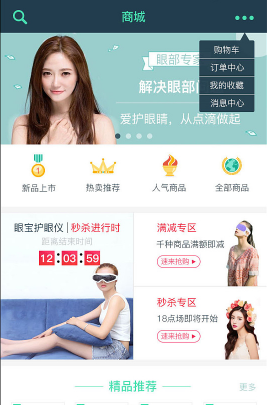 商城
购物车
订单中心
我的收藏
消息中心
眼部专家
解决眼部
爱护眼睛，从点滴做起
新品上市
热卖推荐
人气商品
全部商品
眼宝护眼仪|秒杀进行时
距离结束时间
12:03:59
满减专区
千种商品满额即减
速来抢购
秒杀专区
18点场即将开始
速来抢购
精品推荐
更多